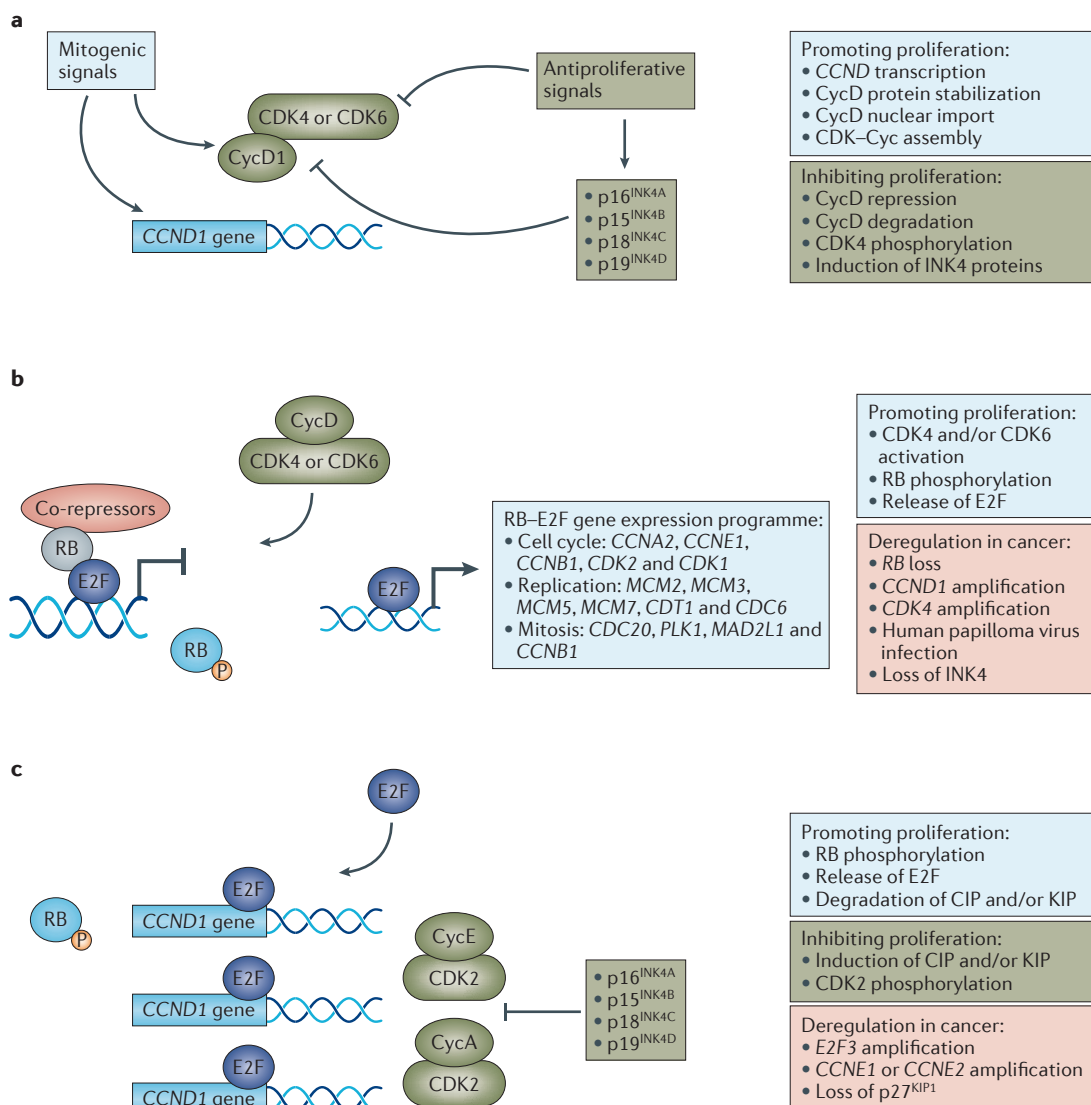 a
Mitogenic
signals
Antiproliferative
signals
CDK4 or CDK6
CycD1
CCND1 gene
• p16INK4A
• p15INK4B
• p18INK4C
• p19INK4D
Promoting proliferation:
• CCND transcription
• CycD protein stabilization
• CycD nuclear import
• CDK–Cyc assembly
Inhibiting proliferation:
• CycD repression
• CycD degradation
• CDK4 phosphorylation
• Induction of INK4 proteins
b
CycD
CDK4 or CDK6
Co-repressors
RB
E2F
RB
P
E2F
RB–E2F gene expression programme:
• Cell cycle: CCNA2, CCNE1,
CCNB1, CDK2 and CDK1
• Replication: MCM2, MCM3,
MCM5, MCM7, CDT1 and CDC6
• Mitosis: CDC20, PLK1, MAD2L1 and
CCNB1
Promoting proliferation:
• CDK4 and/or CDK6
activation
• RB phosphorylation
• Release of E2F
Deregulation in cancer:
• RB loss
• CCND1 amplification
• CDK4 amplification
• Human papilloma virus
infection
• Loss of INK4
c
E2F
RB
P
E2F
CCND1 gene
E2F
CCND1 gene
E2F
CCND1 gene
CycE
CDK2
CycA
CDK2
• p16INK4A
• p15INK4B
• p18INK4C
• p19INK4D
Promoting proliferation:
• RB phosphorylation
• Release of E2F
• Degradation of CIP and/or KIP
Inhibiting proliferation:
• Induction of CIP and/or KIP
• CDK2 phosphorylation
Deregulation in cancer:
• E2F3 amplification
• CCNE1 or CCNE2 amplification
• Loss of p27KIP1